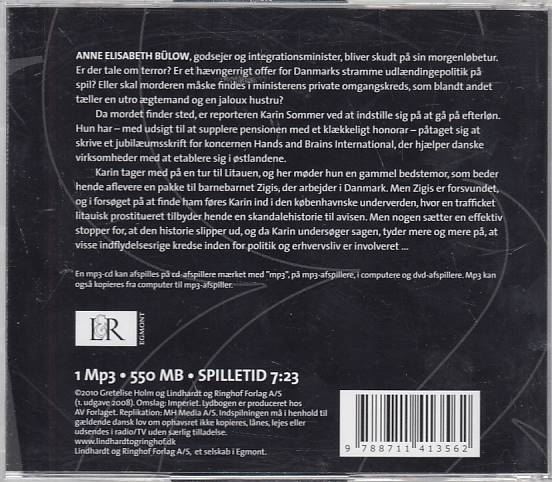 ANNE ELISABETH BÜLOW, godsejer og integrationsminister, bliver skudt på sin morgenløbetur.
Er der tale om terror? Er et hævngerrigt offer for Danmarks stramme udlændingepolitik på
spil? Eller skal morderen måske findes i ministerens private omgangskreds, som blandt andet
tæller en utro ægtemand og en jaloux hustru?
Da mordet finder sted, er reporteren Karin Sommer ved at indstille sig på at gå på efterløn.
Hun har – med udsigt til at supplere pensionen med et klækkeligt honorar – påtaget sig at
skrive et jubilæumsskrift for koncernen Hands and Brains International, der hjælper danske
virksomheder med at etablere sig i østlandene.
Karin tager med på en tur til Litauen, og her møder hun en gammel bedstemor, som beder
hende aflevere en pakke til barnebarnet Zigis, der arbejder i Danmark. Men Zigis er forsvundet,
og i forsøget på at finde ham føres Karin ind i den københavnske underverden, hvor en trafficket
litauisk prostitueret tilbyder hende en skandalehistorie til avisen. Men nogen sætter en effektiv
stopper for, at den historie slipper ud, og da Karin undersøger sagen, tyder mere og mere på, at
visse indflydelsesrige kredse inden for politik og erhvervsliv er involveret ...
En mp3-cd kan afspilles på cd-afspillere mærket med "mp3", på mp3-afspillere, i computere og dvd-afspillere. Mp3 kan
også kopieres fra computer til mp3-afspiller.
L&R
EGMONT
1 Mp3 • 550 MB • SPILLETID 7:23
©2010 Gretelise Holm og Lindhardt og Ringhof Forlag A/S
(1. udgave 2008). Omslag: Imperiet. Lydbogen er produceret hos
AV Forlaget. Replikation: MH Media A/S. Indspilningen må i henhold til
gældende dansk lov om ophavsret ikke kopieres, lånes, lejes eller
udsendes i radio/TV uden særlig tilladelse.
www.lindhardtogringhof.dk
Lindhardt og Ringhof Forlag A/S, et selskab i Egmont.
9 788711 413562